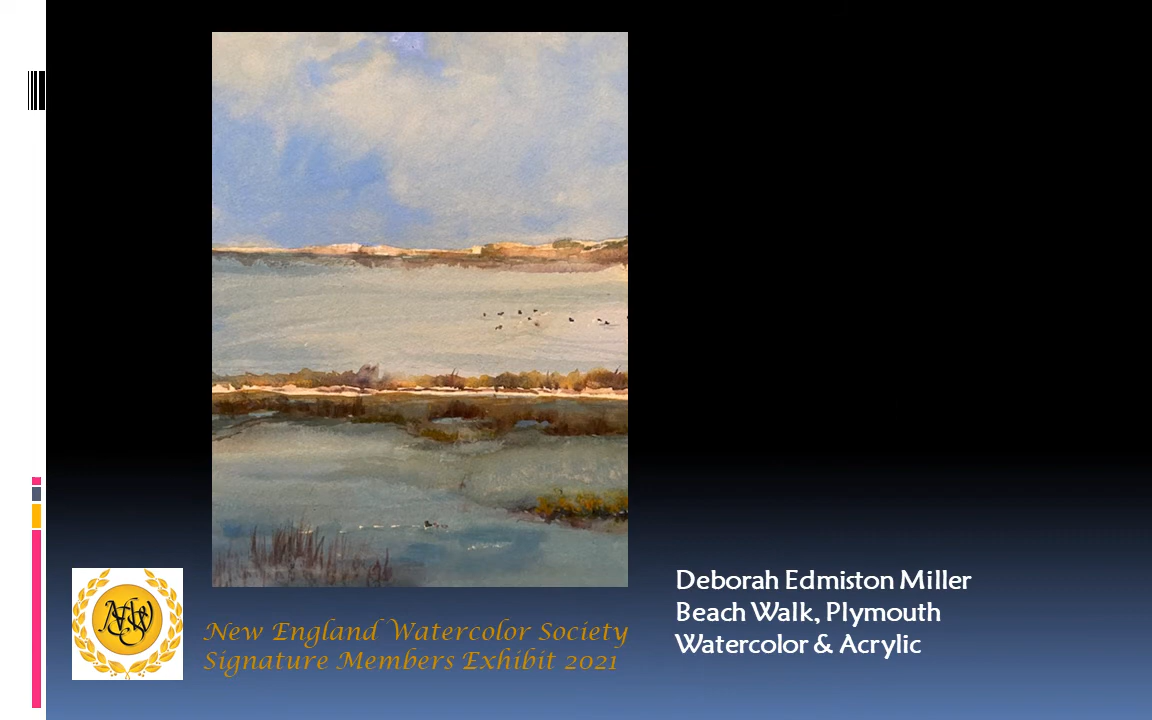 New England Watercolor Society
Signature Members Exhibit 2021
Deborah Edmiston Miller
Beach Walk, Plymouth
Watercolor & Acrylic